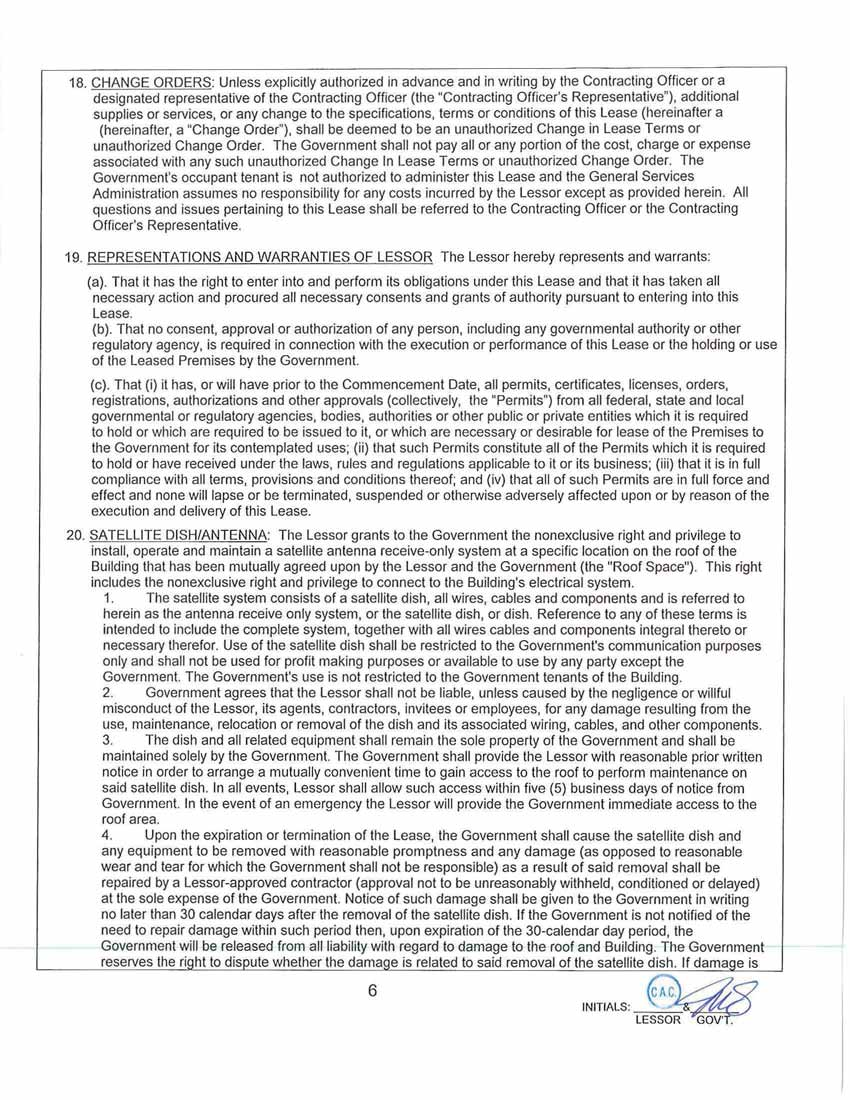 18. CHANGE ORDERS: Unless explicitly authorized in advance and in writing by the Contracting Officer or a
designated representative of the Contracting Officer (the "Contracting Officer's Representative"), additional
supplies or services, or any change to the specifications, terms or conditions of this Lease (hereinafter a
(hereinafter, a "Change Order"), shall be deemed to be an unauthorized Change in Lease Terms or
unauthorized Change Order. The Government shall not pay all or any portion of the cost, charge or expense
associated with any such unauthorized Change In Lease Terms or unauthorized Change Order. The
Government's occupant tenant is not authorized to administer this Lease and the General Services
Administration assumes no responsibility for any costs incurred by the Lessor except as provided herein. All
questions and issues pertaining to this Lease shall be referred to the Contracting Officer or the Contracting
Officer's Representative.
19. REPRESENTATIONS AND WARRANTIES OF LESSOR The Lessor hereby represents and warrants:
(a). That it has the right to enter into and perform its obligations under this Lease and that it has taken all
necessary action and procured all necessary consents and grants of authority pursuant to entering into this
Lease.
(b). That no consent, approval or authorization of any person, including any governmental authority or other
regulatory agency, is required in connection with the execution or performance of this Lease or the holding or use
of the Leased Premises by the Government.
(c). That (i) it has, or will have prior to the Commencement Date, all permits, certificates, licenses, orders,
registrations, authorizations and other approvals (collectively, the "Permits") from all federal, state and local
governmental or regulatory agencies, bodies, authorities or other public or private entities which it is required
to hold or which are required to be issued to it, or which are necessary or desirable for lease of the Premises to
the Government for its contemplated uses; (ii) that such Permits constitute all of the Permits which it is required
to hold or have received under the laws, rules and regulations applicable to it or its business; (iii) that it is in full
compliance with all terms, provisions and conditions thereof; and (iv) that all of such Permits are in full force and
effect and none will lapse or be terminated, suspended or otherwise adversely affected upon or by reason of the
execution and delivery of this Lease.
20. SATELLITE DISH/ANTENNA: The Lessor grants to the Government the nonexclusive right and privilege to
install, operate and maintain a satellite antenna receive-only system at a specific location on the roof of the
Building that has been mutually agreed upon by the Lessor and the Government (the "Roof Space"). This right
includes the nonexclusive right and privilege to connect to the Building's electrical system.
1. The satellite system consists of a satellite dish, all wires, cables and components and is referred to
herein as the antenna receive only system, or the satellite dish, or dish. Reference to any of these terms is
intended to include the complete system, together with all wires cables and components integral thereto or
necessary therefor. Use of the satellite dish shall be restricted to the Government's communication purposes
only and shall not be used for profit making purposes or available to use by any party except the
Government. The Government's use is not restricted to the Government tenants of the Building.
2. Government agrees that the Lessor shall not be liable, unless caused by the negligence or willful
misconduct of the Lessor, its agents, contractors, invitees or employees, for any damage resulting from the
use, maintenance, relocation or removal of the dish and its associated wiring, cables, and other components.
3. The dish and all related equipment shall remain the sole property of the Government and shall be
maintained solely by the Government. The Government shall provide the Lessor with reasonable prior written
notice in order to arrange a mutually convenient time to gain access to the roof to perform maintenance on
said satellite dish. In all events, Lessor shall allow such access within five (5) business days of notice from
Government. In the event of an emergency the Lessor will provide the Government immediate access to the
roof area.
4. Upon the expiration or termination of the Lease, the Government shall cause the satellite dish and
any equipment to be removed with reasonable promptness and any damage (as opposed to reasonable
wear and tear for which the Government shall not be responsible) as a result of said removal shall be
repaired by a Lessor-approved contractor (approval not to be unreasonably withheld, conditioned or delayed)
at the sole expense of the Government. Notice of such damage shall be given to the Government in writing
no later than 30 calendar days after the removal of the satellite dish. If the Government is not notified of the
need to repair damage within such period then, upon expiration of the 30-calendar day period, the
Government will be released from all liability with regard to damage to the roof and Building. The Government
reserves the right to dispute whether the damage is related to said removal of the satellite dish. If damage is
6
C.A.C.
INITIALS: &
LESSOR GOV'T.